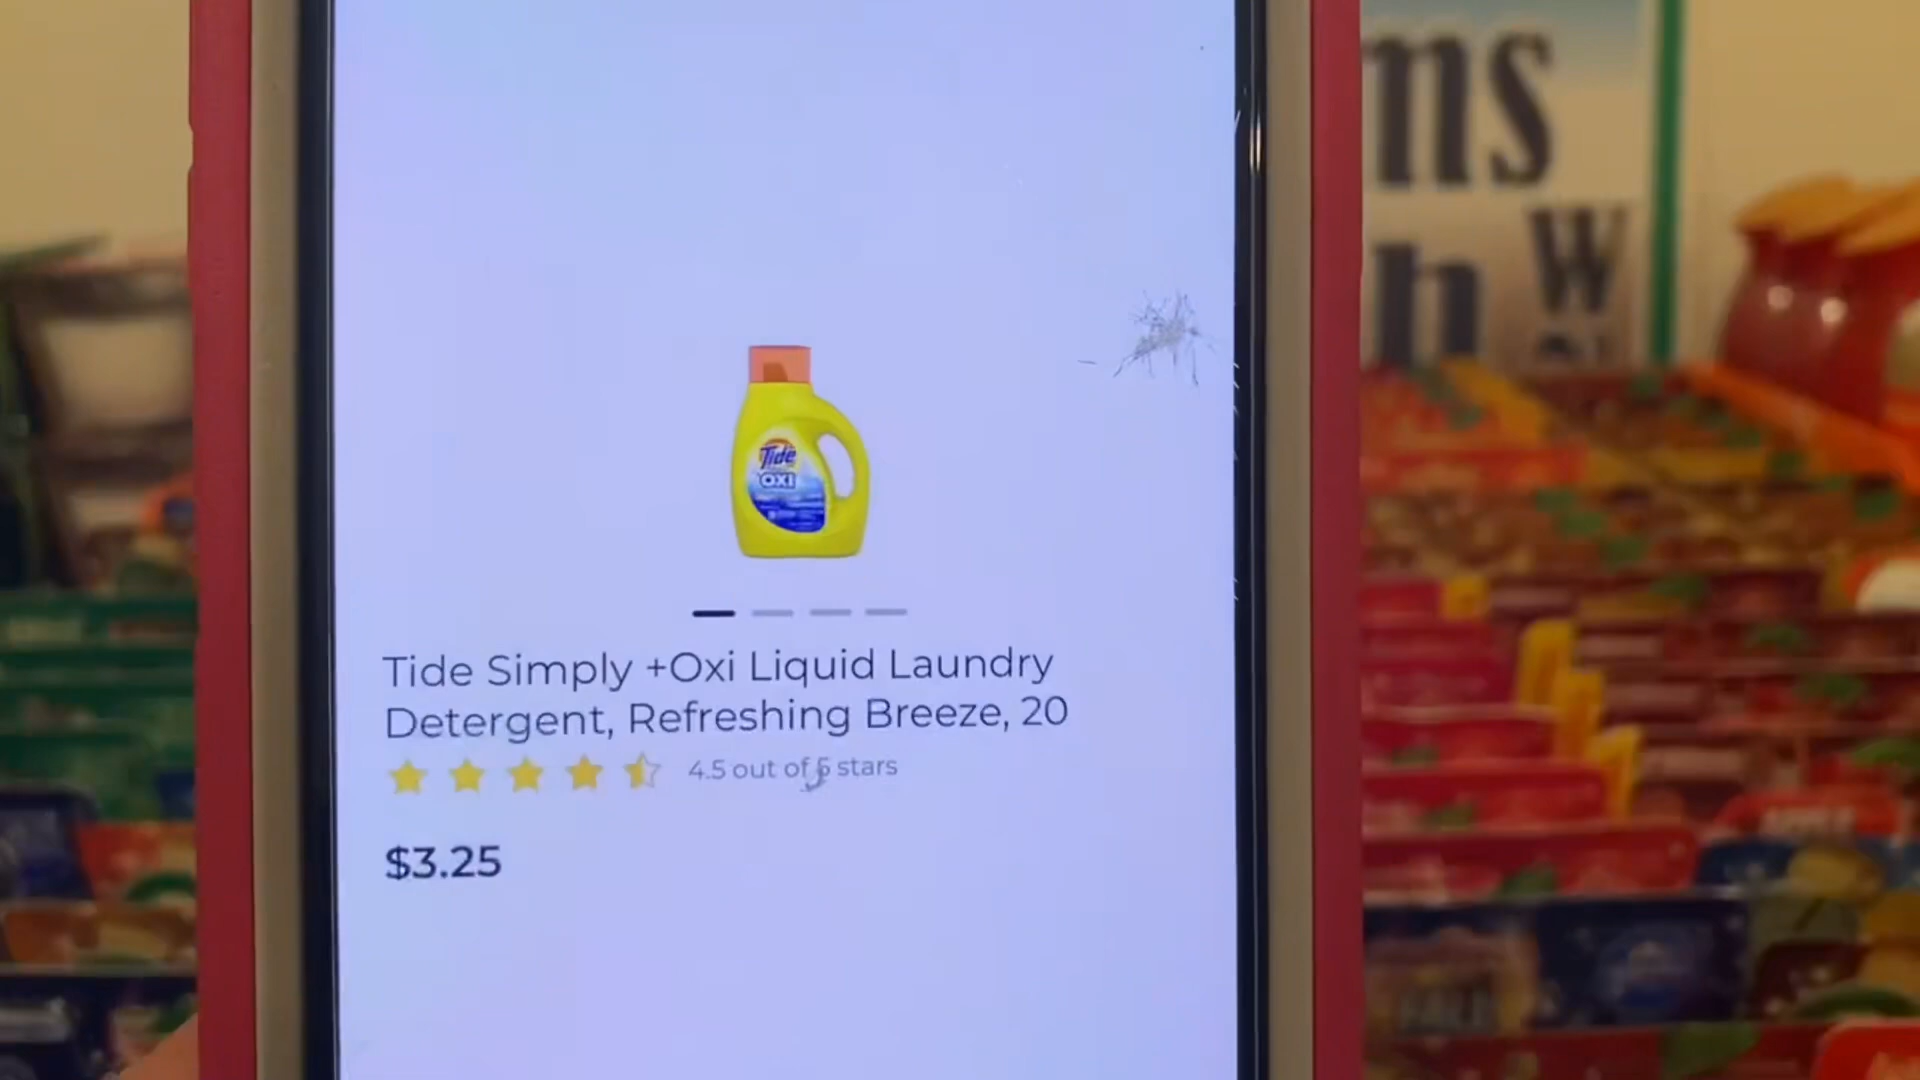 ms
h
W
Tide
OXI
Tide Simply +Oxi Liquid Laundry
Detergent, Refreshing Breeze, 20
4.5 out of 5 stars
$3.25